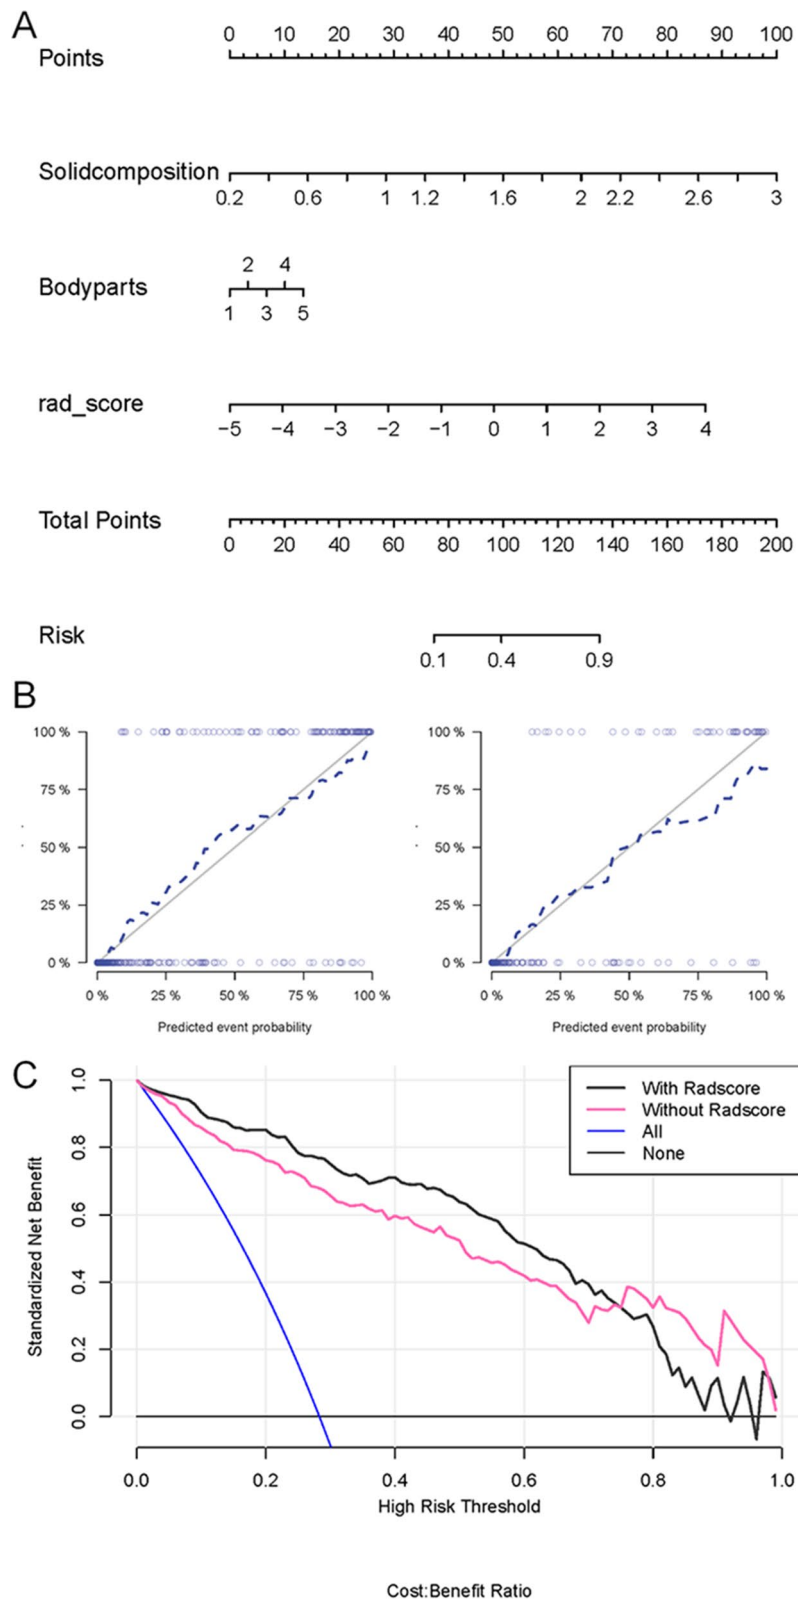 A
0 10 20 30 40 50 60 70 80 90 100
Points
Solidcomposition
0.2 0.6 1 1.2 1.6 2 2.2 2.6 3
2 4
Bodyparts
1 3 5
rad_score
−5 −4 −3 −2 −1 0 1 2 3 4
Total Points
0 20 40 60 80 100 120 140 160 180 200
Risk
0.1 0.4 0.9
B
100 %
75 %
50 %
25 %
0 %
0 % 25 % 50 % 75 % 100 %
Predicted event probability
100 %
75 %
50 %
25 %
0 %
0 % 25 % 50 % 75 % 100 %
Predicted event probability
C
With Radscore
Without Radscore
All
None
Standardized Net Benefit
1.0
0.8
0.6
0.4
0.2
0.0
0.0 0.2 0.4 0.6 0.8 1.0
High Risk Threshold
Cost:Benefit Ratio